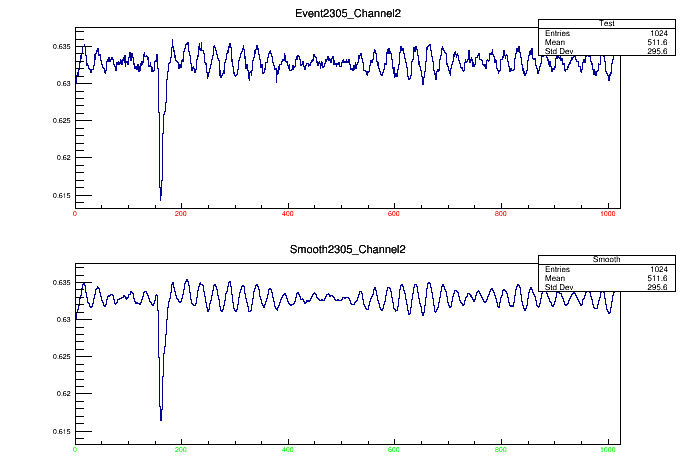 Event2305_Channel2
Test
Entries 1024
Mean 511.6
Std Dev 295.6
0.635
0.63
0.625
0.62
0.615
0 200 400 600 800 1000
Smooth2305_Channel2
Smooth
Entries 1024
Mean 511.6
Std Dev 295.6
0.635
0.63
0.625
0.62
0.615
0 200 400 600 800 1000